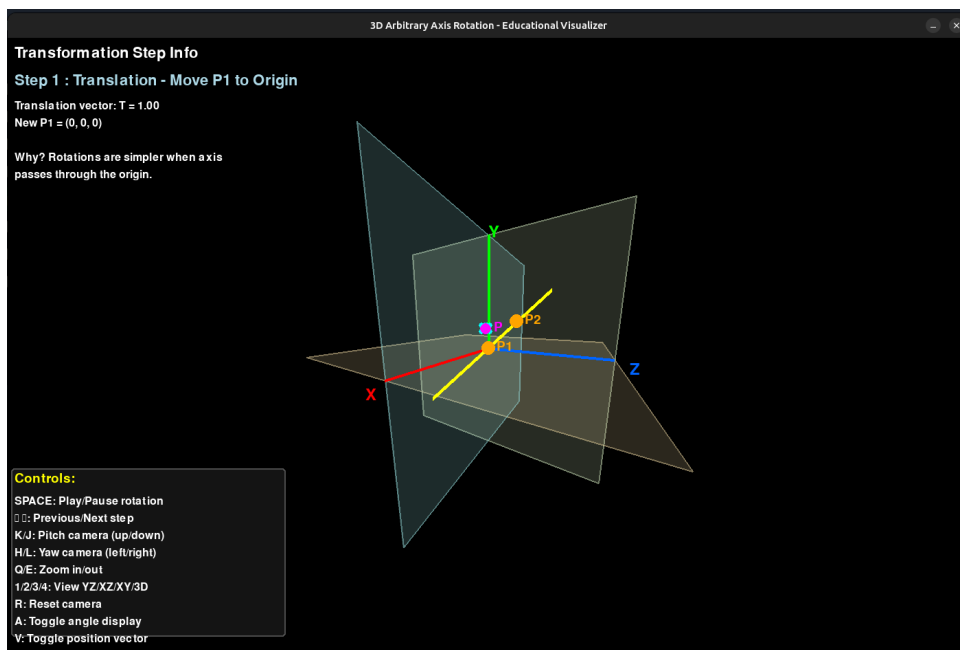 3D Arbitrary Axis Rotation - Educational Visualizer
Transformation Step Info
Step 1 : Translation - Move P1 to Origin
Translation vector: T = 1.00
New P1 = (0, 0, 0)
Why? Rotations are simpler when axis
passes through the origin.
Y
P
P2
P1
Z
X
Controls:
SPACE: Play/Pause rotation
▯▯: Previous/Next step
K/J: Pitch camera (up/down)
H/L: Yaw camera (left/right)
Q/E: Zoom in/out
1/2/3/4: View YZ/XZ/XY/3D
R: Reset camera
A: Toggle angle display
V: Toggle position vector